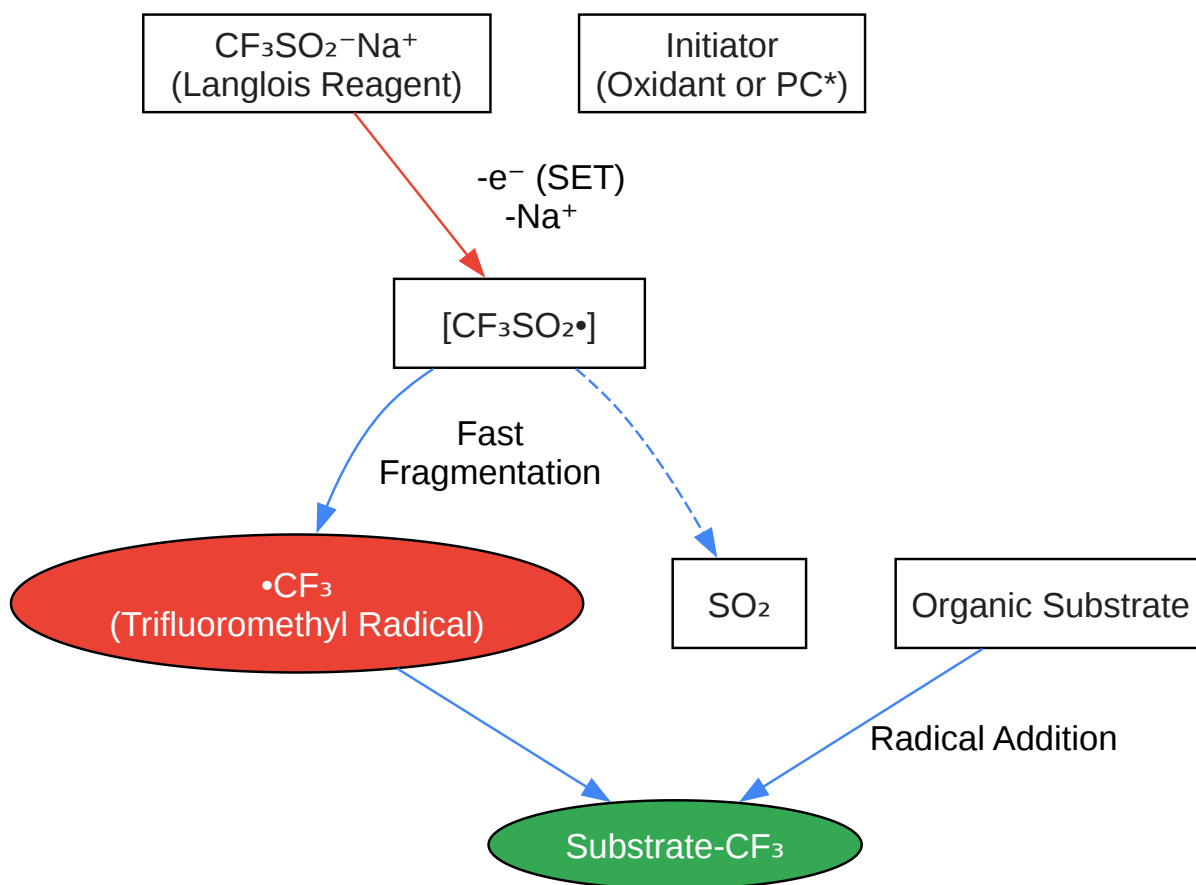 CF₃SO₂⁻Na⁺
(Langlois Reagent)
Initiator
(Oxidant or PC*)
-e⁻ (SET)
-Na⁺
[CF₃SO₂•]
Fast
Fragmentation
•CF₃
(Trifluoromethyl Radical)
SO₂
Organic Substrate
Radical Addition
Substrate-CF₃